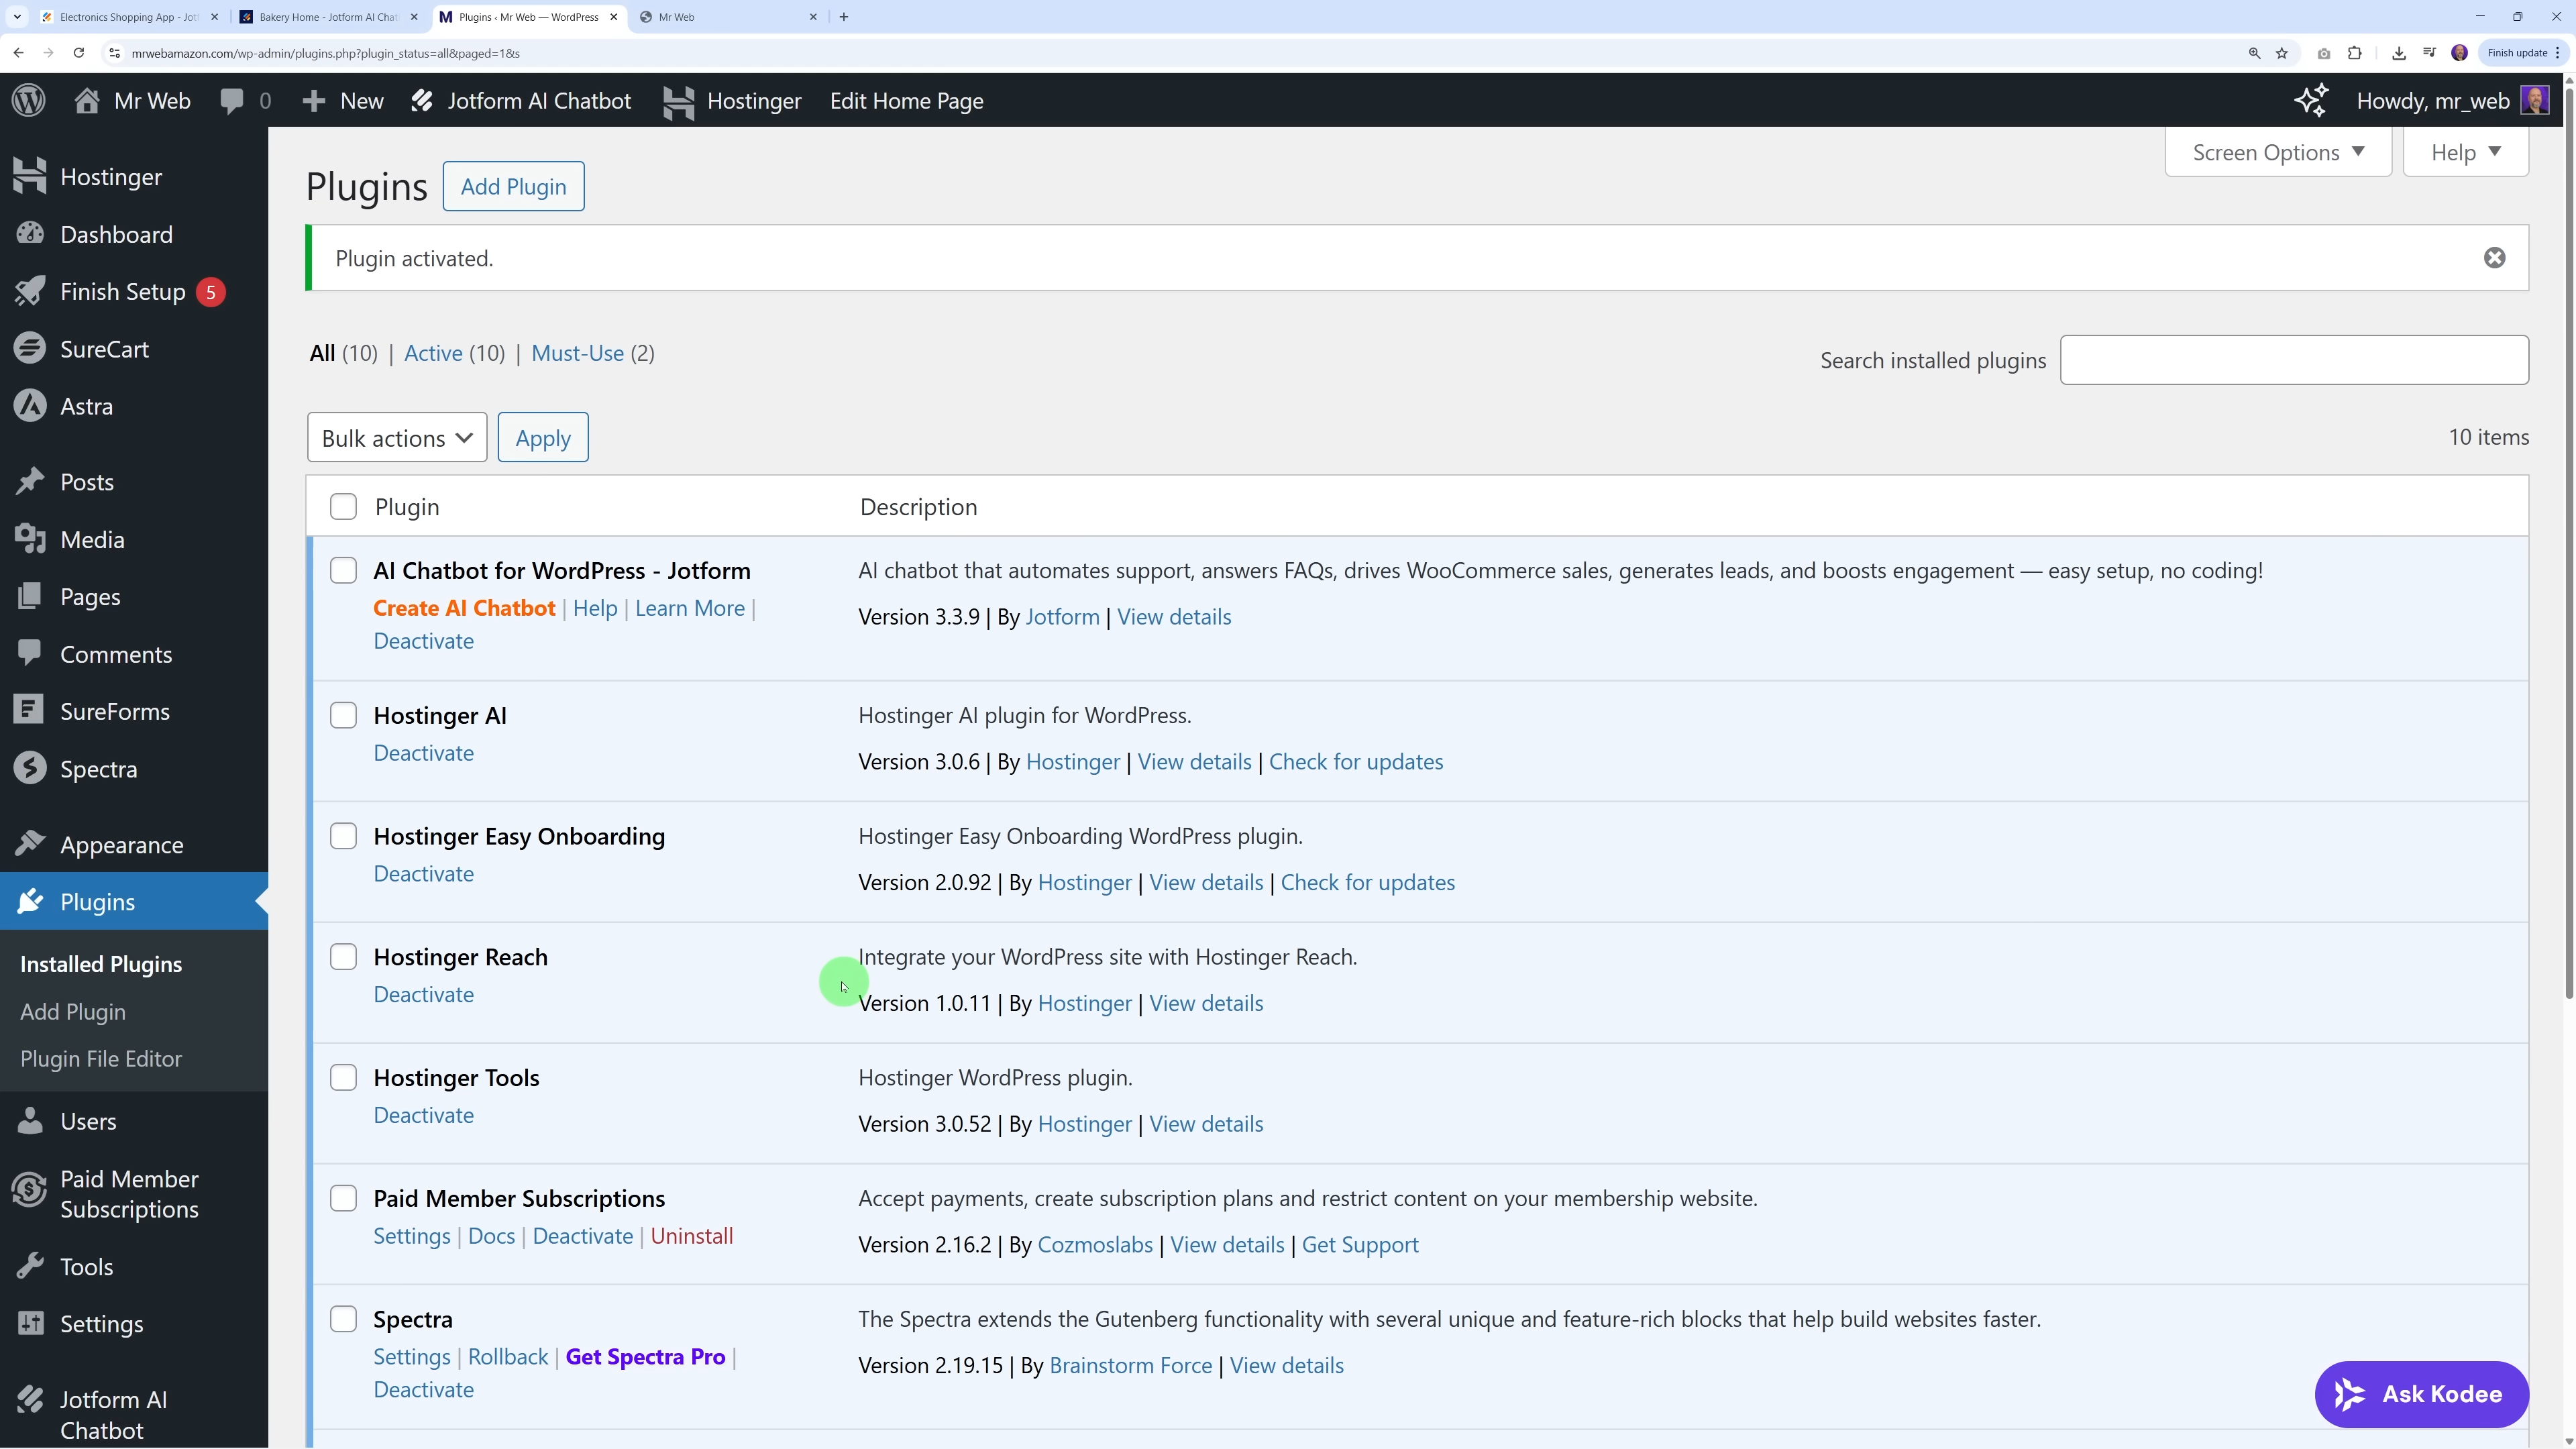 Electronics Shopping App - Jot
Bakery Home - Jotform AI Chat
Plugins ‹ Mr Web — WordPress
Mr Web
mrwebamazon.com/wp-admin/plugins.php?plugin_status=all&paged=1&s
Finish update
Mr Web
0
New
Jotform AI Chatbot
Hostinger
Edit Home Page
Howdy, mr_web
Hostinger
Dashboard
Finish Setup 5
SureCart
Astra
Posts
Media
Pages
Comments
SureForms
Spectra
Appearance
Plugins
Installed Plugins
Add Plugin
Plugin File Editor
Users
Paid Member
Subscriptions
Tools
Settings
Jotform AI
Chatbot
Screen Options
Help
Plugins
Add Plugin
Plugin activated.
All (10) | Active (10) | Must-Use (2)
Search installed plugins
Bulk actions
Apply
10 items
Plugin
Description
AI Chatbot for WordPress - Jotform
Create AI Chatbot | Help | Learn More |
Deactivate
AI chatbot that automates support, answers FAQs, drives WooCommerce sales, generates leads, and boosts engagement — easy setup, no coding!
Version 3.3.9 | By Jotform | View details
Hostinger AI
Deactivate
Hostinger AI plugin for WordPress.
Version 3.0.6 | By Hostinger | View details | Check for updates
Hostinger Easy Onboarding
Deactivate
Hostinger Easy Onboarding WordPress plugin.
Version 2.0.92 | By Hostinger | View details | Check for updates
Hostinger Reach
Deactivate
Integrate your WordPress site with Hostinger Reach.
Version 1.0.11 | By Hostinger | View details
Hostinger Tools
Deactivate
Hostinger WordPress plugin.
Version 3.0.52 | By Hostinger | View details
Paid Member Subscriptions
Settings | Docs | Deactivate | Uninstall
Accept payments, create subscription plans and restrict content on your membership website.
Version 2.16.2 | By Cozmoslabs | View details | Get Support
Spectra
Settings | Rollback | Get Spectra Pro |
Deactivate
The Spectra extends the Gutenberg functionality with several unique and feature-rich blocks that help build websites faster.
Version 2.19.15 | By Brainstorm Force | View details
Ask Kodee